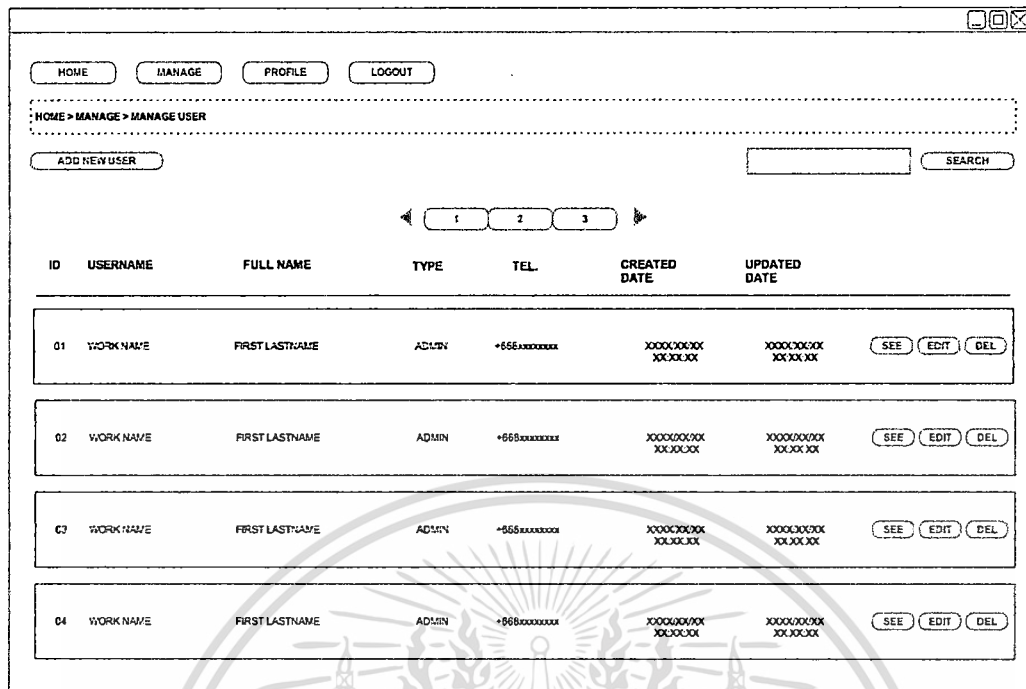 HOME MANAGE PROFILE LOGOUT
HOME > MANAGE > MANAGE USER
ADD NEW USER SEARCH
1 2 3
ID USERNAME FULL NAME TYPE TEL. CREATED DATE UPDATED DATE
01 WORK NAME FIRST LASTNAME ADMIN +668xxxxxxxx XXXX/XX/XX XXXX/XX/XX SEE EDIT DEL
XX:XX:XX XX:XX:XX
02 WORK NAME FIRST LASTNAME ADMIN +668xxxxxxxx XXXX/XX/XX XXXX/XX/XX SEE EDIT DEL
XX:XX:XX XX:XX:XX
03 WORK NAME FIRST LASTNAME ADMIN +668xxxxxxxx XXXX/XX/XX XXXX/XX/XX SEE EDIT DEL
XX:XX:XX XX:XX:XX
04 WORK NAME FIRST LASTNAME ADMIN +668xxxxxxxx XXXX/XX/XX XXXX/XX/XX SEE EDIT DEL
XX:XX:XX XX:XX:XX